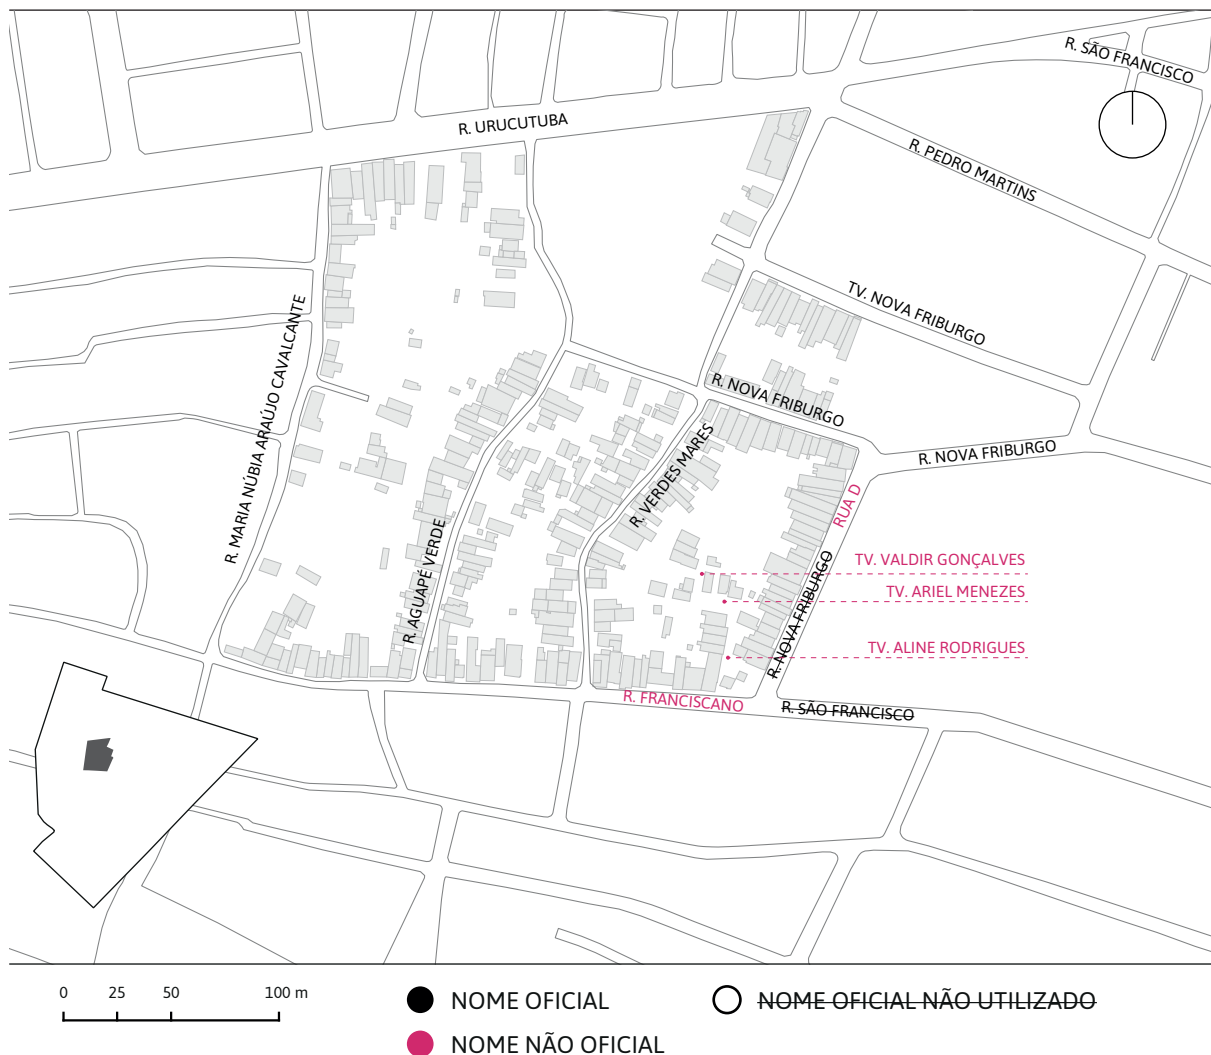 R. SÃO FRANCISCO
R. URUCUTUBA
R. PEDRO MARTINS
TV. NOVA FRIBURGO
R. MARIA NÚBIA ARAÚJO CAVALCANTE
R. NOVA FRIBURGO
R. NOVA FRIBURGO
R. VERDES MARES
RUA D
R. AGUAPÉ VERDE
R. NOVA FRIBURGO
TV. VALDIR GONÇALVES
TV. ARIEL MENEZES
TV. ALINE RODRIGUES
R. FRANCISCANO
R. SÃO FRANCISCO
0 25 50 100 m
NOME OFICIAL
NOME OFICIAL NÃO UTILIZADO
NOME NÃO OFICIAL